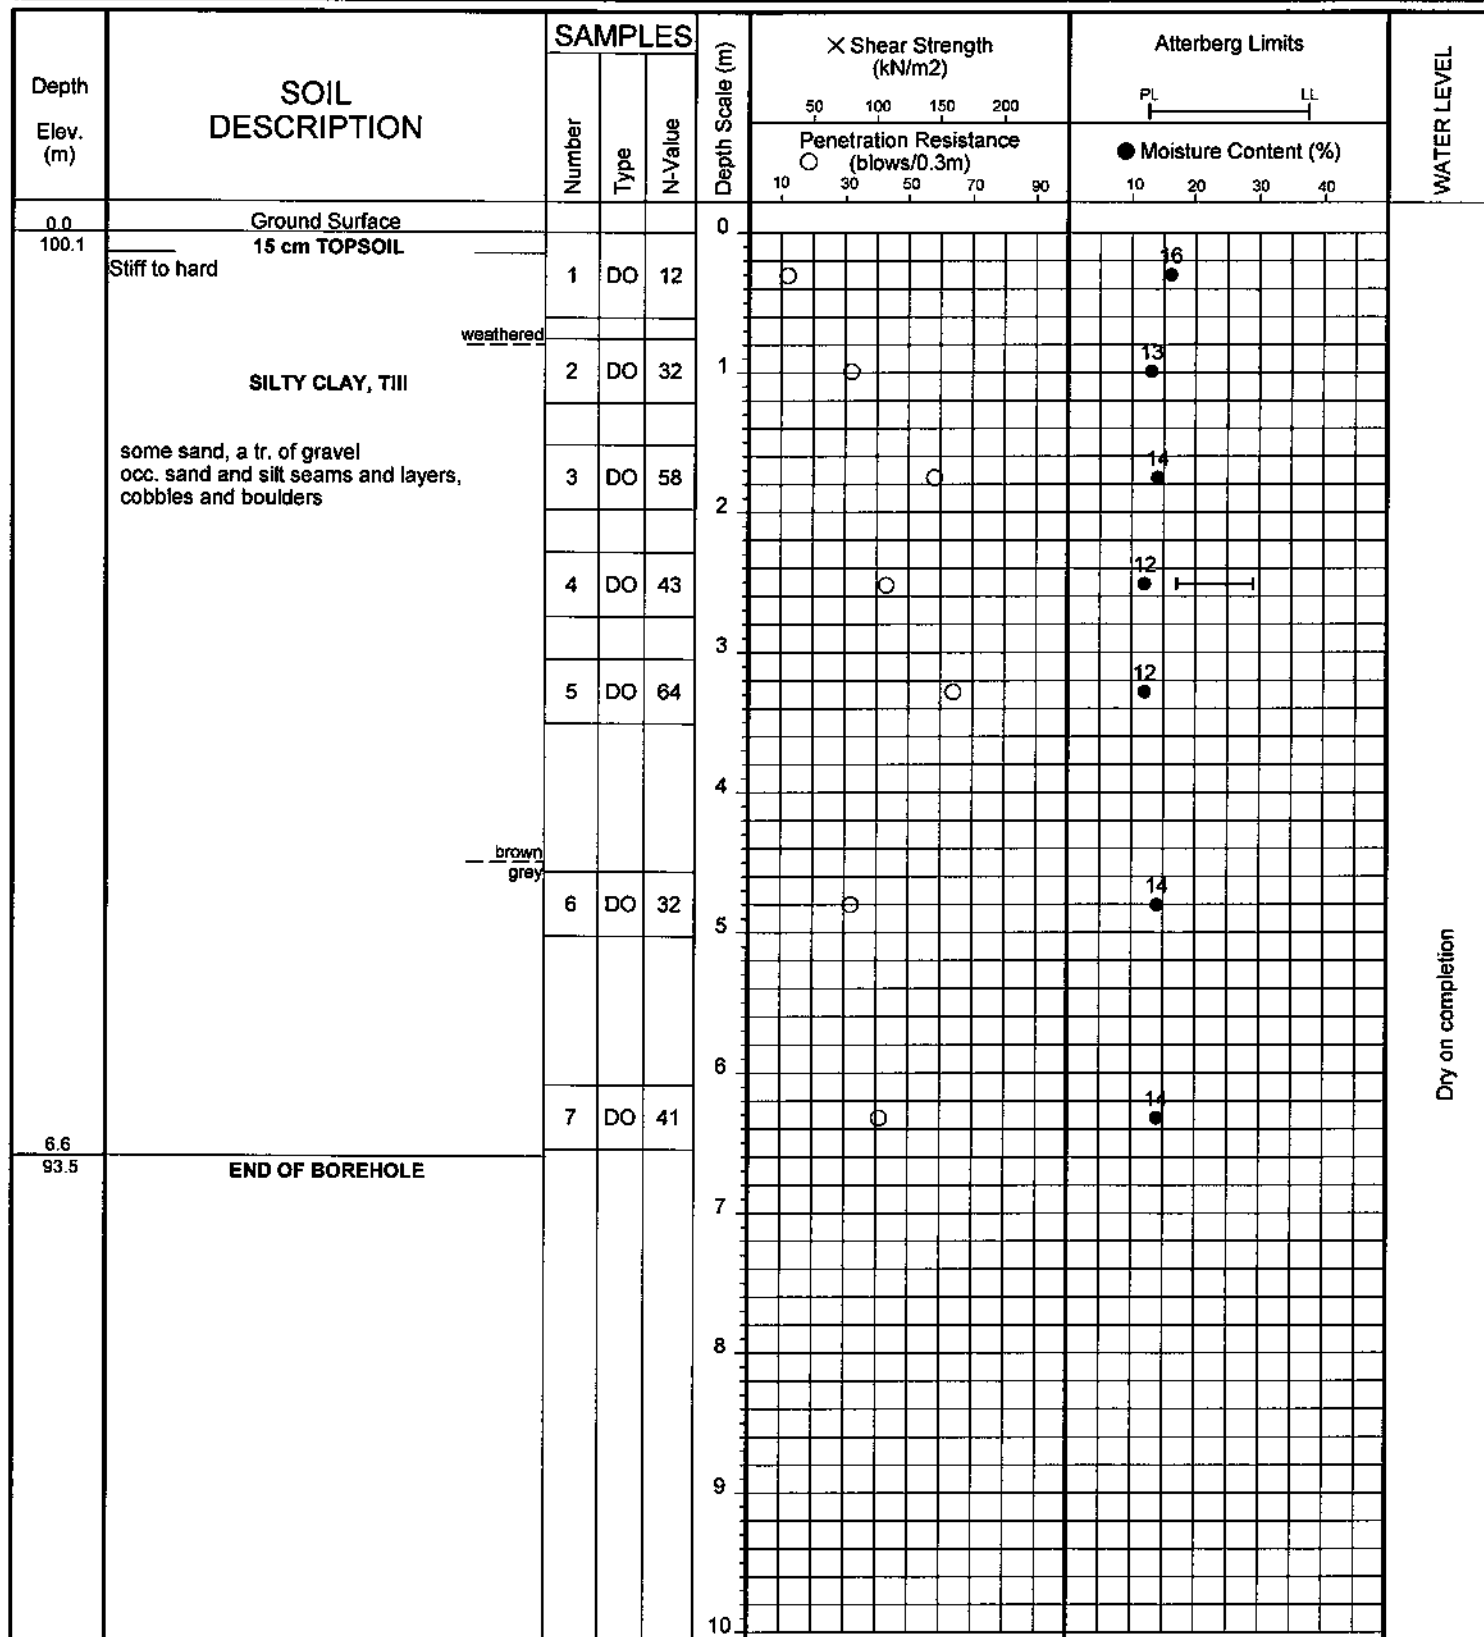 Depth
Elev.
(m)
SOIL
DESCRIPTION
SAMPLES
Number
Type
N-Value
Depth Scale (m)
× Shear Strength
(kN/m2)
50 100 150 200
Penetration Resistance
(blows/0.3m)
10 30 50 70 90
Atterberg Limits
PL LL
● Moisture Content (%)
10 20 30 40
WATER LEVEL
0.0 Ground Surface 0
100.1 15 cm TOPSOIL
Stiff to hard
1 DO 12 16
weathered
2 DO 32 1 13
SILTY CLAY, Till
some sand, a tr. of gravel
occ. sand and silt seams and layers,
cobbles and boulders
3 DO 58 14
2
4 DO 43 12
3
5 DO 64 12
4
brown
grey
6 DO 32 14
5
6
7 DO 41 14
6.6
93.5 END OF BOREHOLE
7
8
9
10
Dry on completion